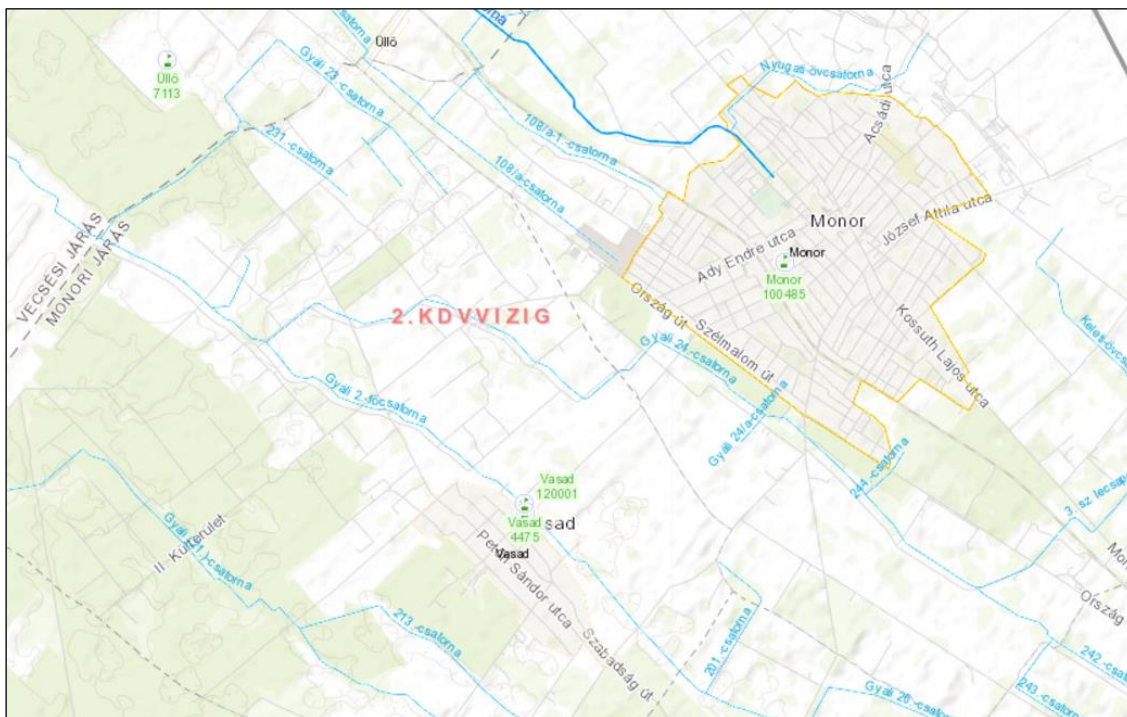 Üllő
Üllő
7113
Gyáli 23.-csatorna
231.-csatorna
108/a-1.-csatorna
108/a-csatorna
Nyugati-övcsatorna
Acsádi utca
Monor
József Attila utca
Ady Endre utca
Monor
Monor
100485
VECSÉSI JÁRÁS
MONORI JÁRÁS
2.KDVVIZIG
Ország út
Szélmalom út
Kossuth Lajos utca
Gyáli 24.-csatorna
Gyáli 24/a-csatorna
244.-csatorna
Gyáli 2.-főcsatorna
Vasad
120001
Vasad
4475
sad
Vasad
Petőfi Sándor utca
Szabadság út
II.-Külterület
213.-csatorna
201.-csatorna
Ország
242.-csatorna
243.-csatorna
Gyáli 26.-csatorna